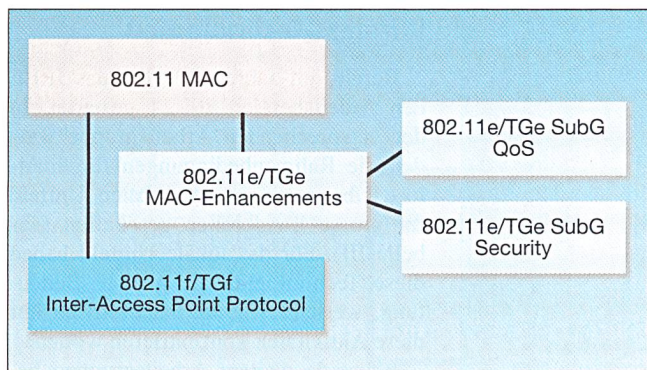 802.11 MAC
802.11e/TGe SubG
QoS
802.11e/TGe
MAC-Enhancements
802.11e/TGe SubG
Security
802.11f/TGf
Inter-Access Point Protocol